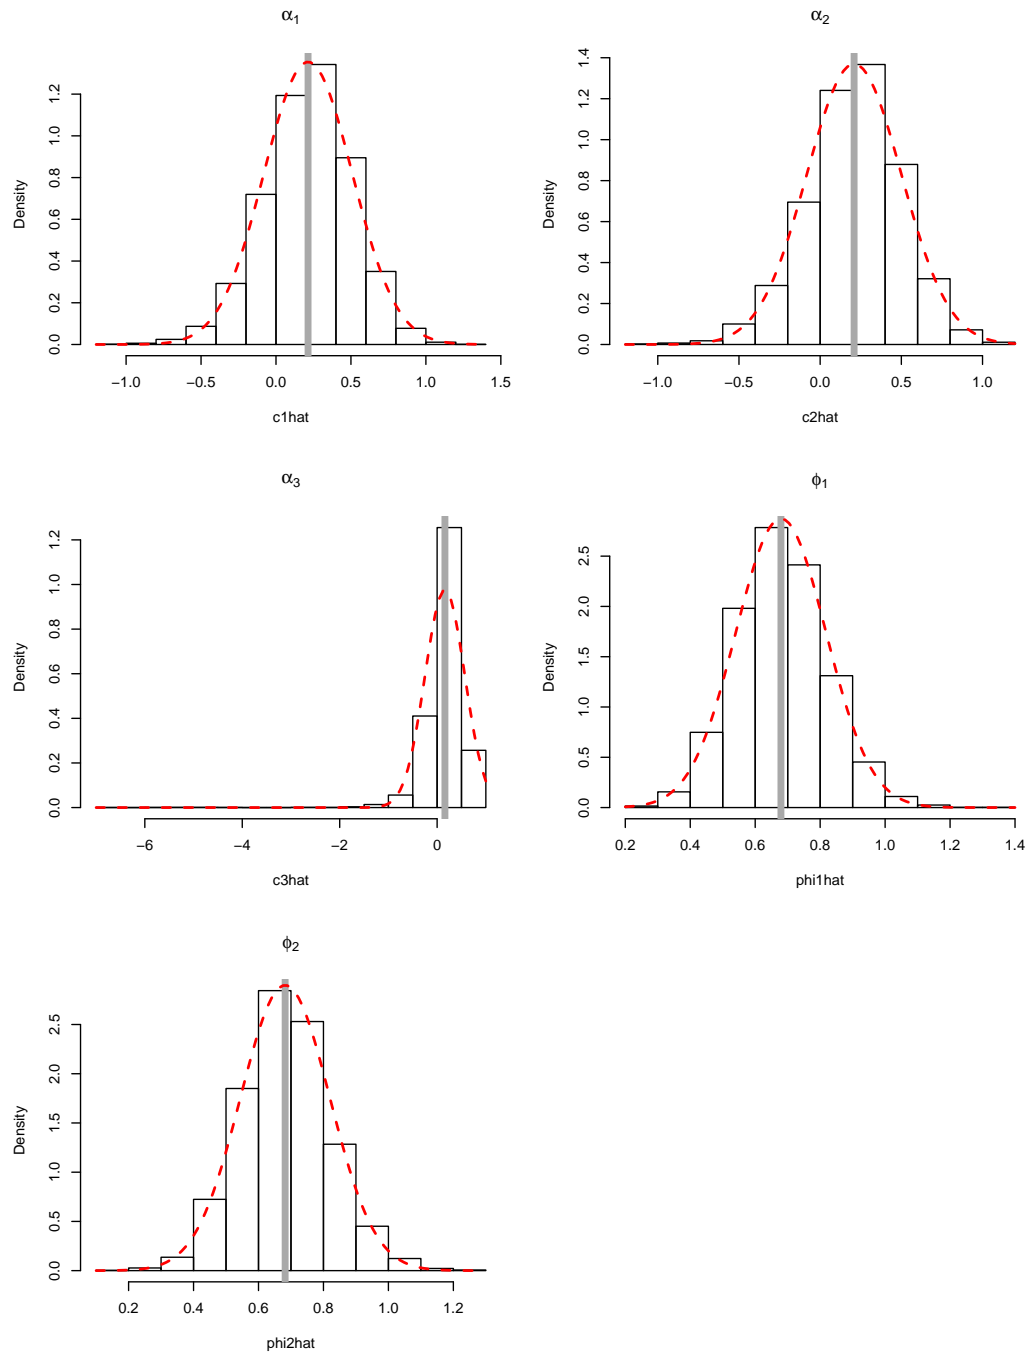 α1
Density
0.0 0.2 0.4 0.6 0.8 1.0 1.2
−1.0 −0.5 0.0 0.5 1.0 1.5
c1hat
α2
Density
0.0 0.2 0.4 0.6 0.8 1.0 1.2 1.4
−1.0 −0.5 0.0 0.5 1.0
c2hat
α3
Density
0.0 0.2 0.4 0.6 0.8 1.0 1.2
−6 −4 −2 0
c3hat
ϕ1
Density
0.0 0.5 1.0 1.5 2.0 2.5
0.2 0.4 0.6 0.8 1.0 1.2 1.4
phi1hat
ϕ2
Density
0.0 0.5 1.0 1.5 2.0 2.5
0.2 0.4 0.6 0.8 1.0 1.2
phi2hat